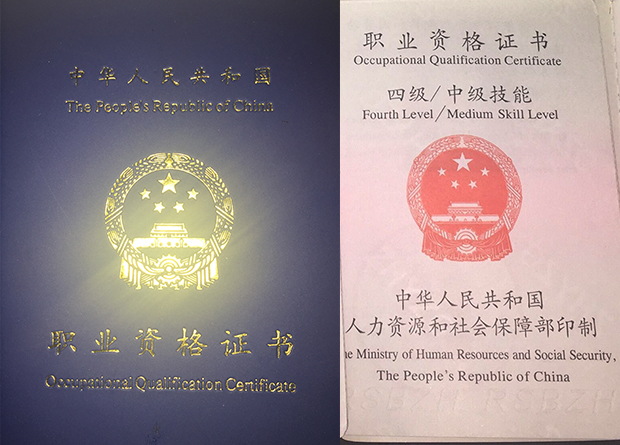 中华人民共和国
The People's Republic of China
职业资格证书
Occupational Qualification Certificate
职业资格证书
Occupational Qualification Certificate
四级/中级技能
Fourth Level/Medium Skill Level
中华人民共和国
人力资源和社会保障部印制
Ministry of Human Resources and Social Security,
The People's Republic of China